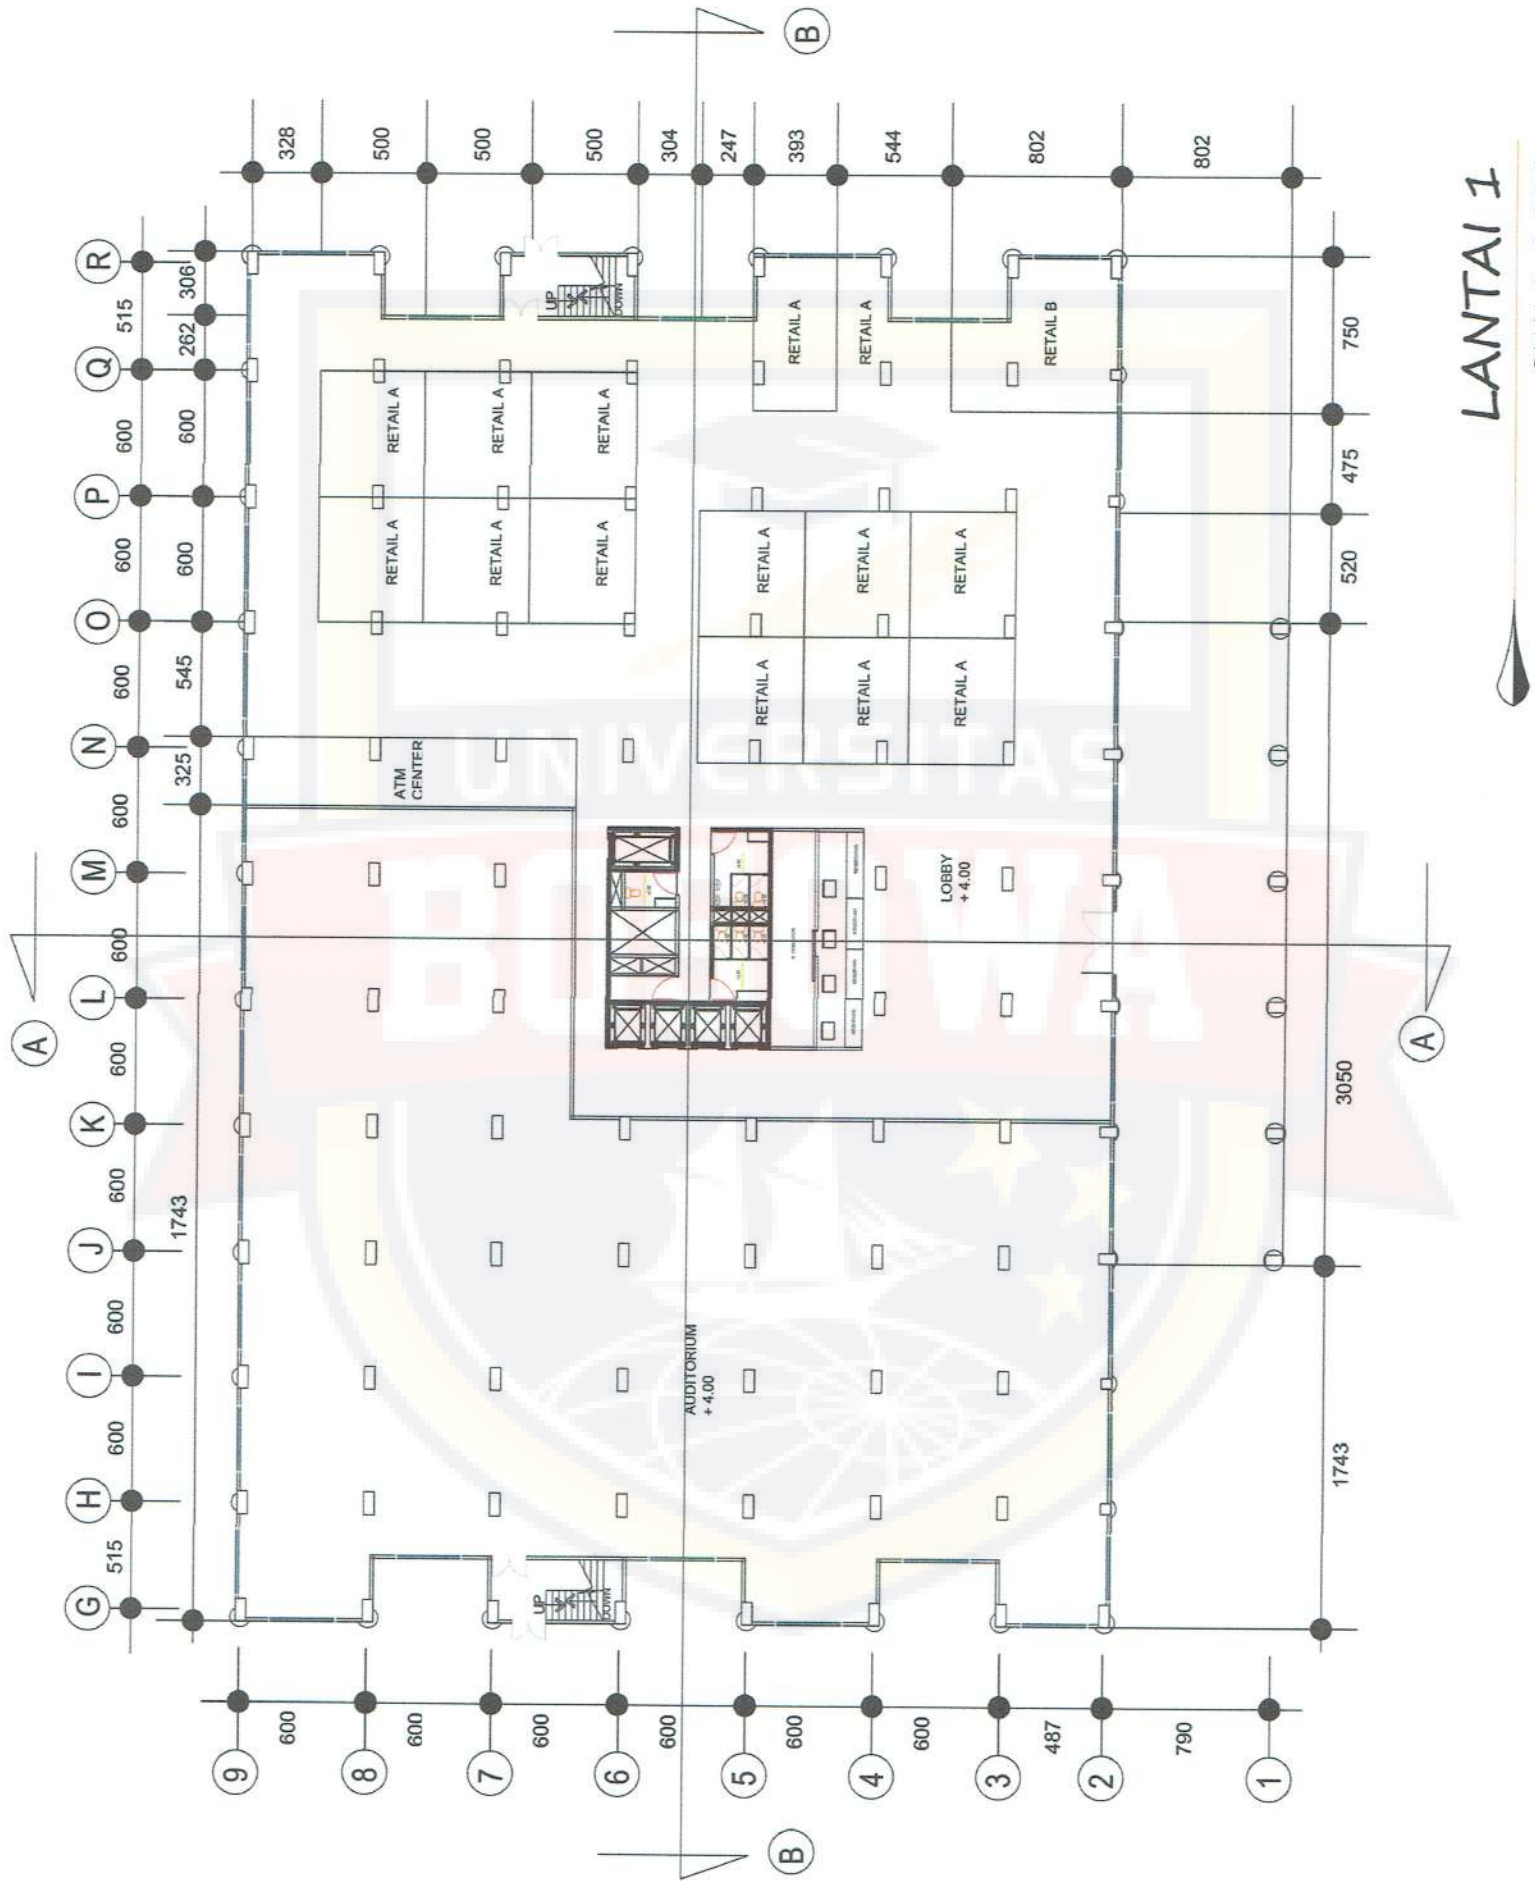 LANTAI 1
B
A
A
B
R
Q
P
O
N
M
L
K
J
I
H
G
515
600
600
600
600
600
600
600
600
600
515
306
262
600
600
545
325
1743
328
500
500
500
304
247
393
544
802
802
750
475
520
3050
1743
9
8
7
6
5
4
3
2
1
600
600
600
600
600
600
487
790
UP
DOWN
RETAIL A
RETAIL A
RETAIL A
RETAIL A
RETAIL A
RETAIL A
RETAIL A
RETAIL A
RETAIL B
RETAIL A
RETAIL A
RETAIL A
RETAIL A
RETAIL A
RETAIL A
ATM
CENTER
LOBBY
+ 4.00
AUDITORIUM
+ 4.00
UP
DOWN
UNIVERSITAS
BOSOWA